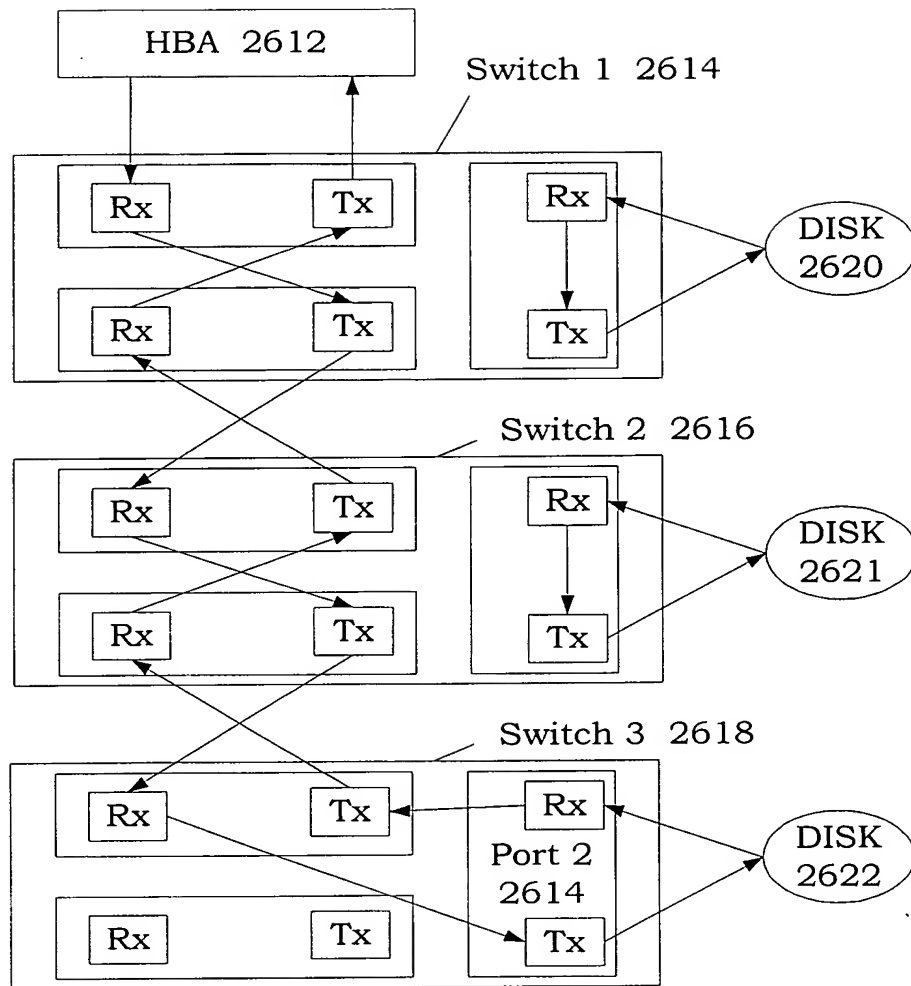 HBA 2612
Switch 1 2614
Rx
Tx
Rx
DISK
2620
Rx
Tx
Tx
Switch 2 2616
Rx
Tx
Rx
DISK
2621
Rx
Tx
Tx
Switch 3 2618
Rx
Tx
Rx
DISK
2622
Port 2
2614
Rx
Tx
Tx